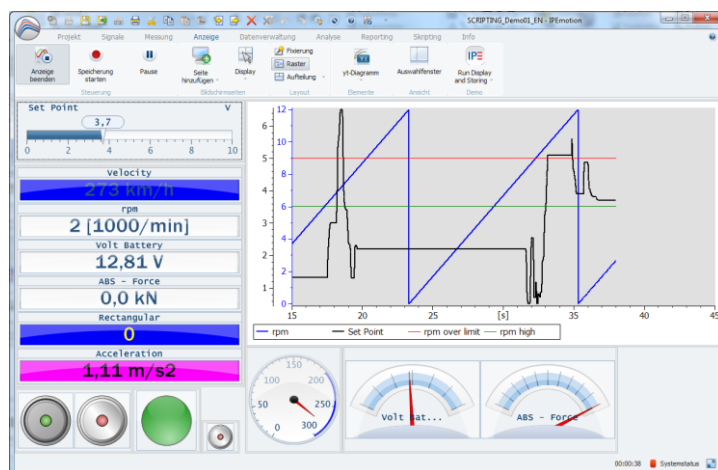 SCRIPTING_Demo01_EN - IPEmotion
Projekt Signale Messung Anzeige Datenverwaltung Analyse Reporting Skripting Info
Anzeige beenden
Speicherung starten
Pause
Seite hinzufügen
Display
Fixierung
Raster
Aufteilung
yt-Diagramm
Auswahlfenster
IPE
Run Display and Storing
Steuerung Bildschirmseiten Layout Elemente Ansicht Demo
Set Point V
3,7
0 2 4 6 8 10
Velocity
273 km/h
rpm
2 [1000/min]
Volt Battery
12,81 V
ABS - Force
0,0 kN
Rectangular
0
Acceleration
1,11 m/s2
6 5 4 3 2 1 0
12 10 8 6 4 2 0
15 20 25 [s] 35 40 45
rpm Set Point rpm over limit rpm high
0 50 100 150 200 250 300
Volt Bat...
ABS - Force
00:00:38 Systemstatus